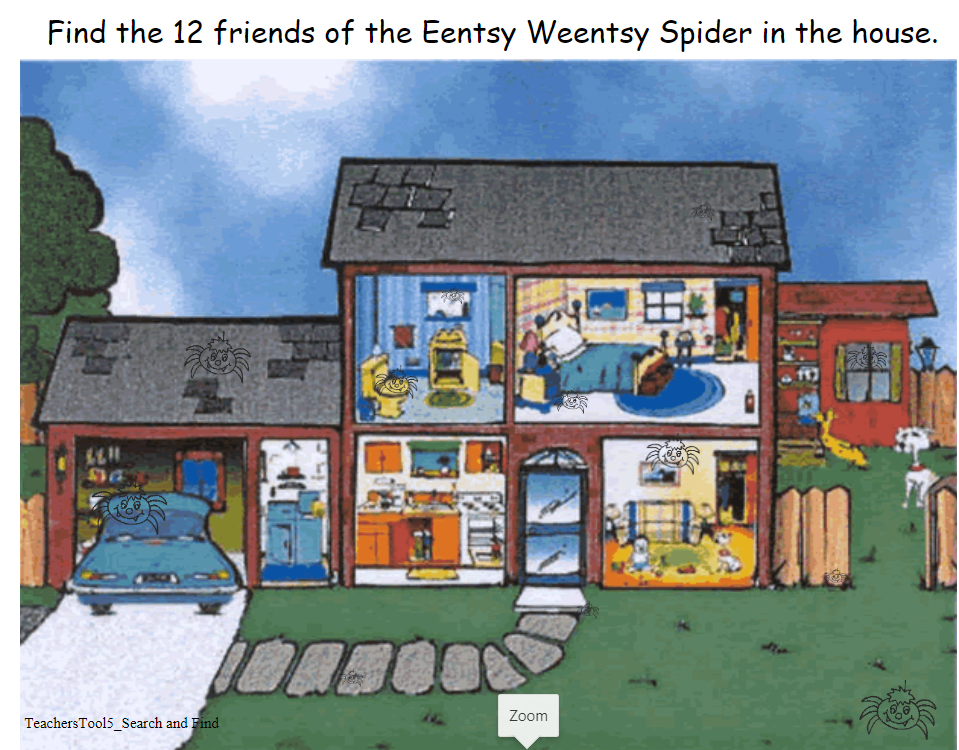 Find the 12 friends of the Eentsy Weentsy Spider in the house.
Zoom
TeachersTool5_Search and Find